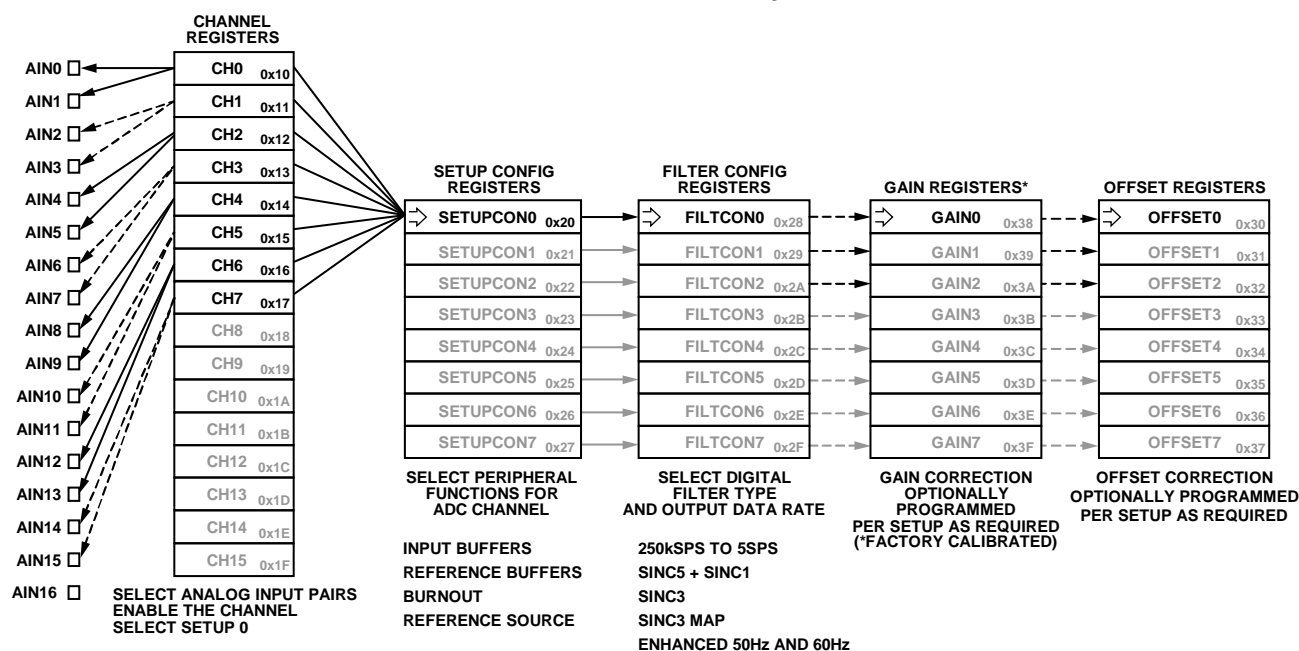 CHANNEL
REGISTERS
AIN0
AIN1
AIN2
AIN3
AIN4
AIN5
AIN6
AIN7
AIN8
AIN9
AIN10
AIN11
AIN12
AIN13
AIN14
AIN15
AIN16
CH0 0x10
CH1 0x11
CH2 0x12
CH3 0x13
CH4 0x14
CH5 0x15
CH6 0x16
CH7 0x17
CH8 0x18
CH9 0x19
CH10 0x1A
CH11 0x1B
CH12 0x1C
CH13 0x1D
CH14 0x1E
CH15 0x1F
SELECT ANALOG INPUT PAIRS
ENABLE THE CHANNEL
SELECT SETUP 0
SETUP CONFIG
REGISTERS
SETUPCON0 0x20
SETUPCON1 0x21
SETUPCON2 0x22
SETUPCON3 0x23
SETUPCON4 0x24
SETUPCON5 0x25
SETUPCON6 0x26
SETUPCON7 0x27
SELECT PERIPHERAL
FUNCTIONS FOR
ADC CHANNEL
INPUT BUFFERS
REFERENCE BUFFERS
BURNOUT
REFERENCE SOURCE
FILTER CONFIG
REGISTERS
FILTCON0 0x28
FILTCON1 0x29
FILTCON2 0x2A
FILTCON3 0x2B
FILTCON4 0x2C
FILTCON5 0x2D
FILTCON6 0x2E
FILTCON7 0x2F
SELECT DIGITAL
FILTER TYPE
AND OUTPUT DATA RATE
250kSPS TO 5SPS
SINC5 + SINC1
SINC3
SINC3 MAP
ENHANCED 50Hz AND 60Hz
GAIN REGISTERS*
GAIN0 0x38
GAIN1 0x39
GAIN2 0x3A
GAIN3 0x3B
GAIN4 0x3C
GAIN5 0x3D
GAIN6 0x3E
GAIN7 0x3F
GAIN CORRECTION
OPTIONALLY
PROGRAMMED
PER SETUP AS REQUIRED
(*FACTORY CALIBRATED)
OFFSET REGISTERS
OFFSET0 0x30
OFFSET1 0x31
OFFSET2 0x32
OFFSET3 0x33
OFFSET4 0x34
OFFSET5 0x35
OFFSET6 0x36
OFFSET7 0x37
OFFSET CORRECTION
OPTIONALLY PROGRAMMED
PER SETUP AS REQUIRED